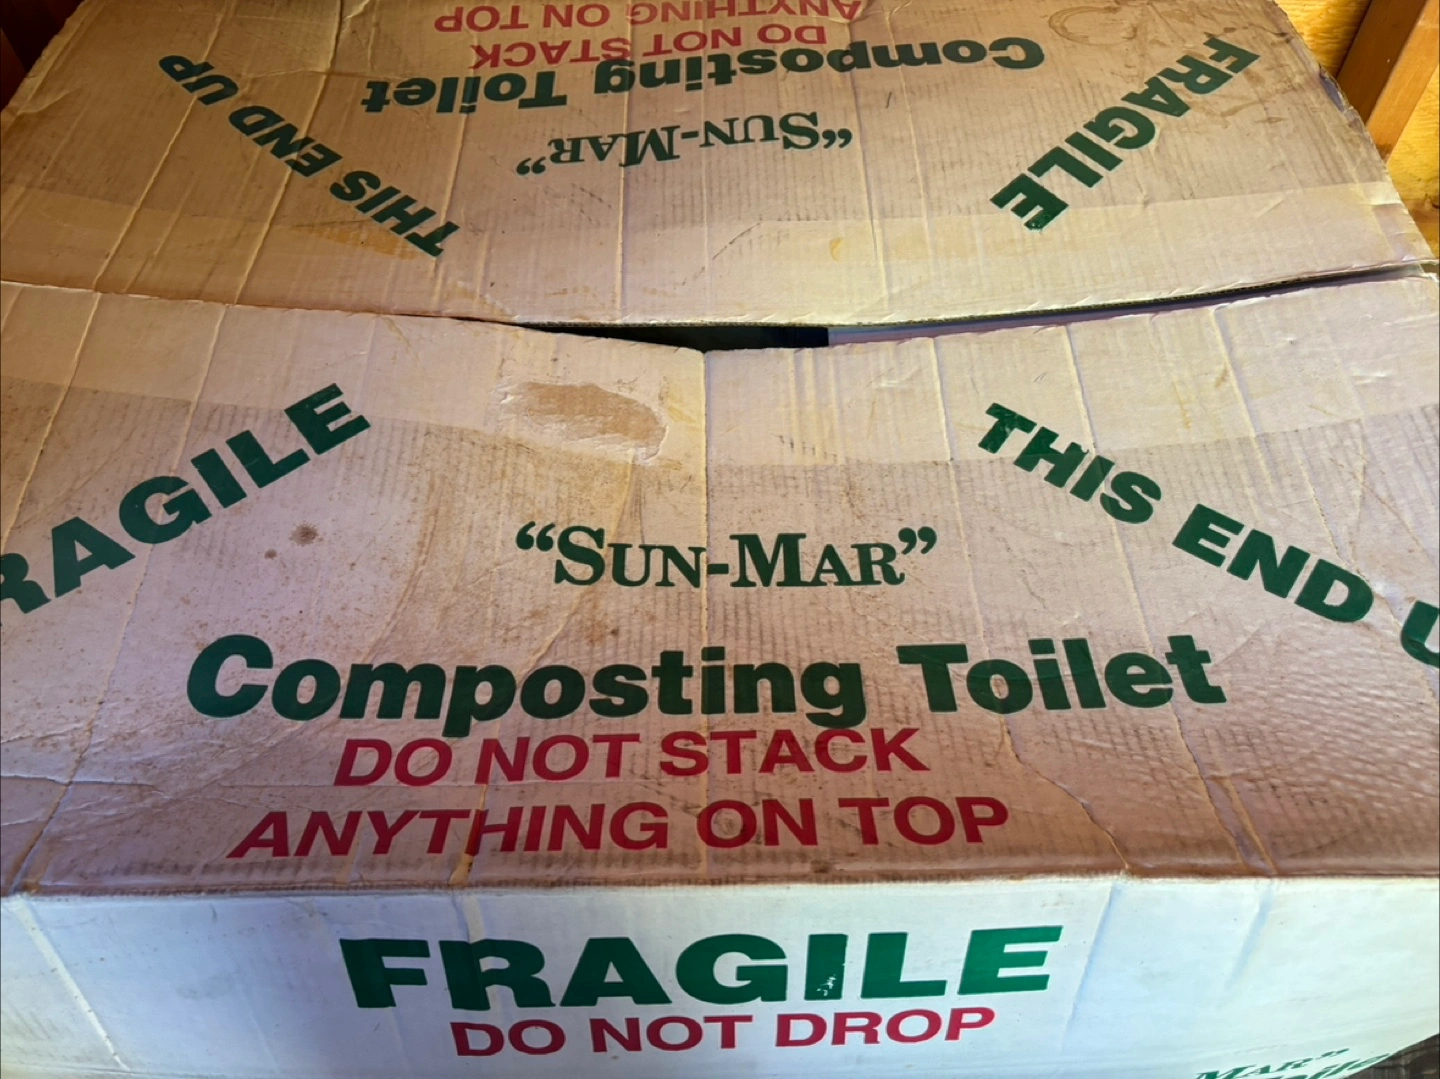 ANYTHING ON TOP
DO NOT STACK
Composting Toilet
"SUN-MAR"
THIS END UP
FRAGILE
RAGILE
THIS END U
“SUN-MAR”
Composting Toilet
DO NOT STACK
ANYTHING ON TOP
FRAGILE
DO NOT DROP
MAR”